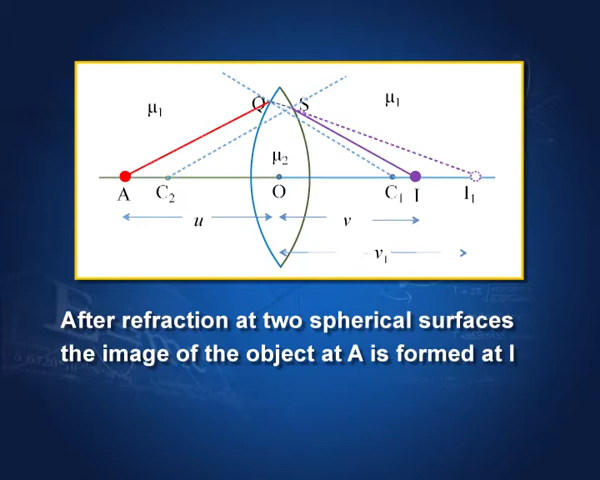 μ₁
μ₁
Q
S
μ₂
A
C₂
O
C₁
I
I₁
u
v
v₁
After refraction at two spherical surfaces
the image of the object at A is formed at I